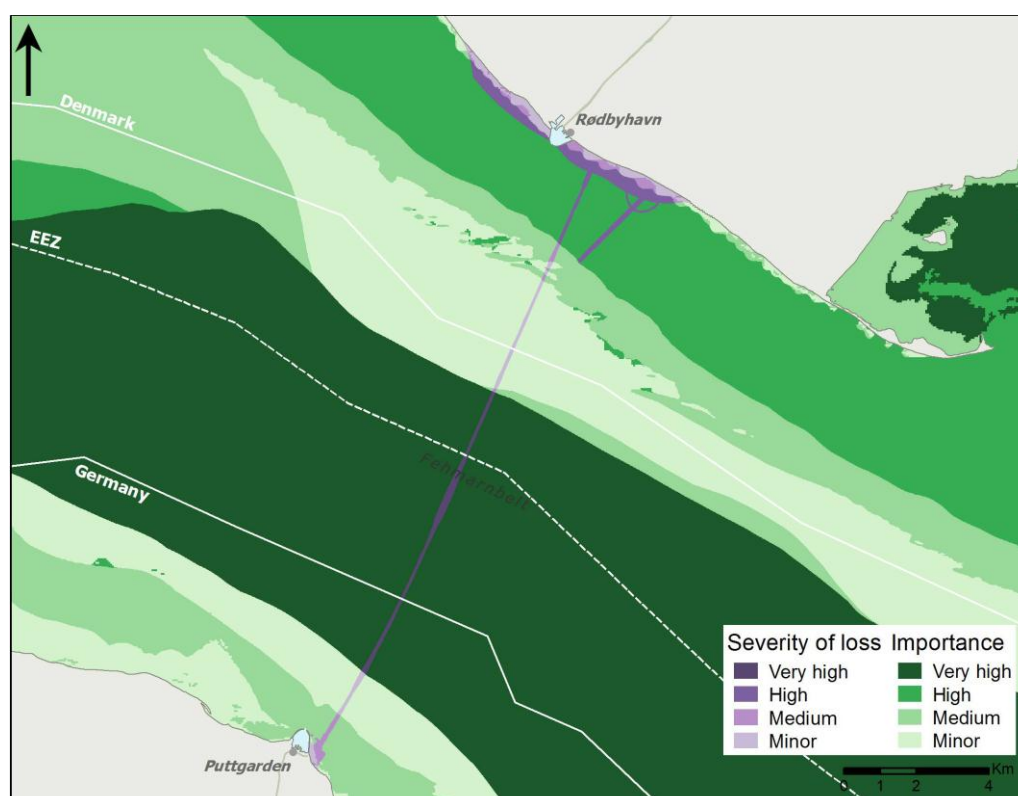 Denmark
Rødbyhavn
EEZ
Fehmarnbelt
Germany
Puttgarden
Severity of loss Importance
Very high Very high
High High
Medium Medium
Minor Minor
Km
0 1 2 4